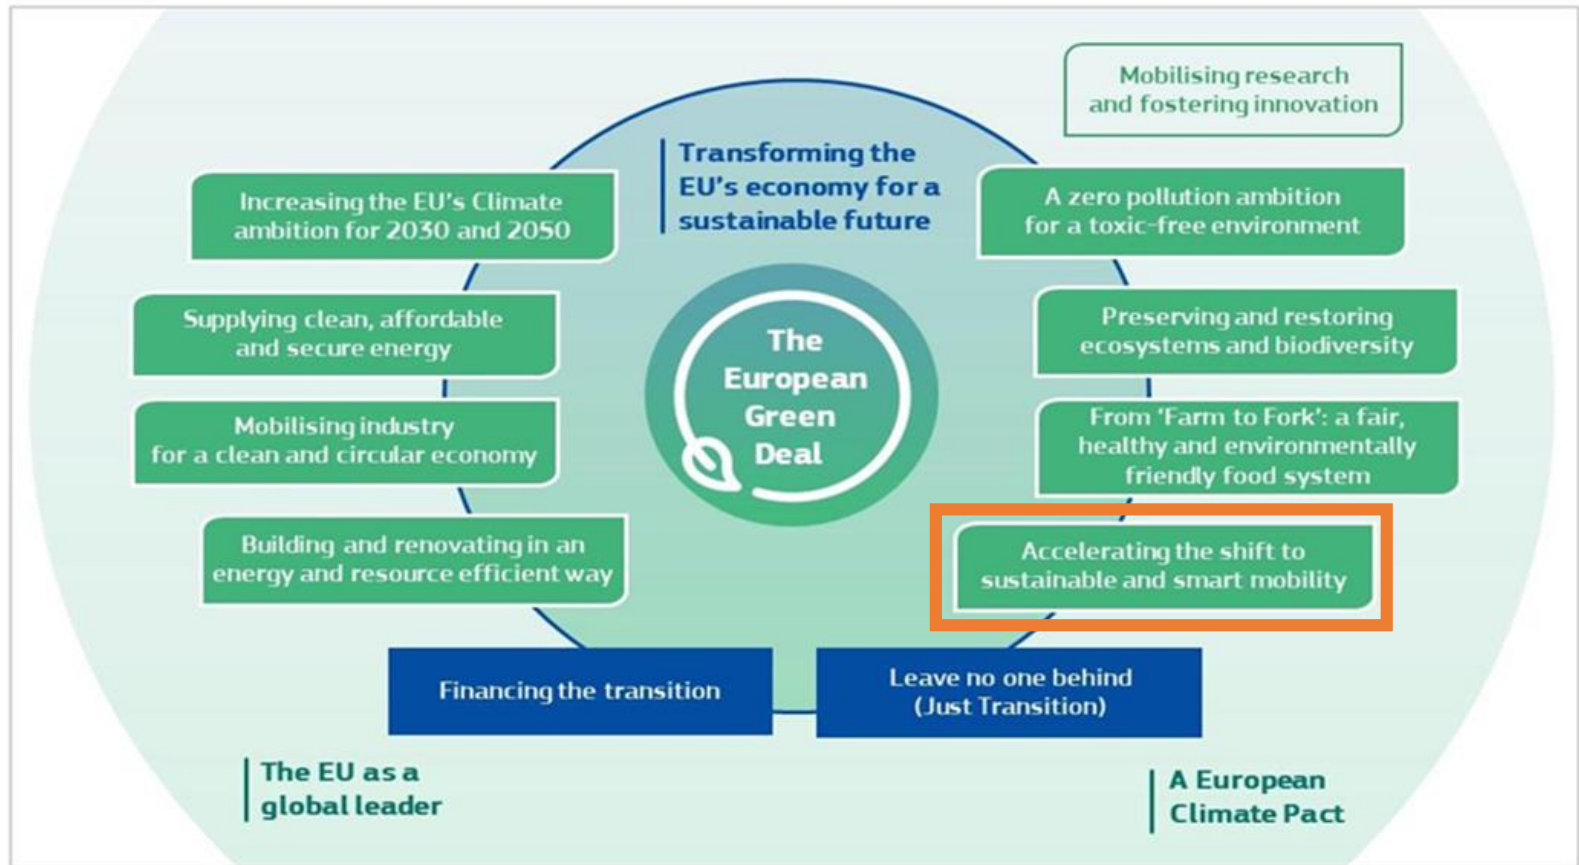 Mobilising research
and fostering innovation
Transforming the
EU's economy for a
sustainable future
Increasing the EU's Climate
ambition for 2030 and 2050
Supplying clean, affordable
and secure energy
Mobilising industry
for a clean and circular economy
Building and renovating in an
energy and resource efficient way
The
European
Green
Deal
A zero pollution ambition
for a toxic-free environment
Preserving and restoring
ecosystems and biodiversity
From ‘Farm to Fork’: a fair,
healthy and environmentally
friendly food system
Accelerating the shift to
sustainable and smart mobility
Financing the transition
Leave no one behind
(Just Transition)
The EU as a
global leader
A European
Climate Pact